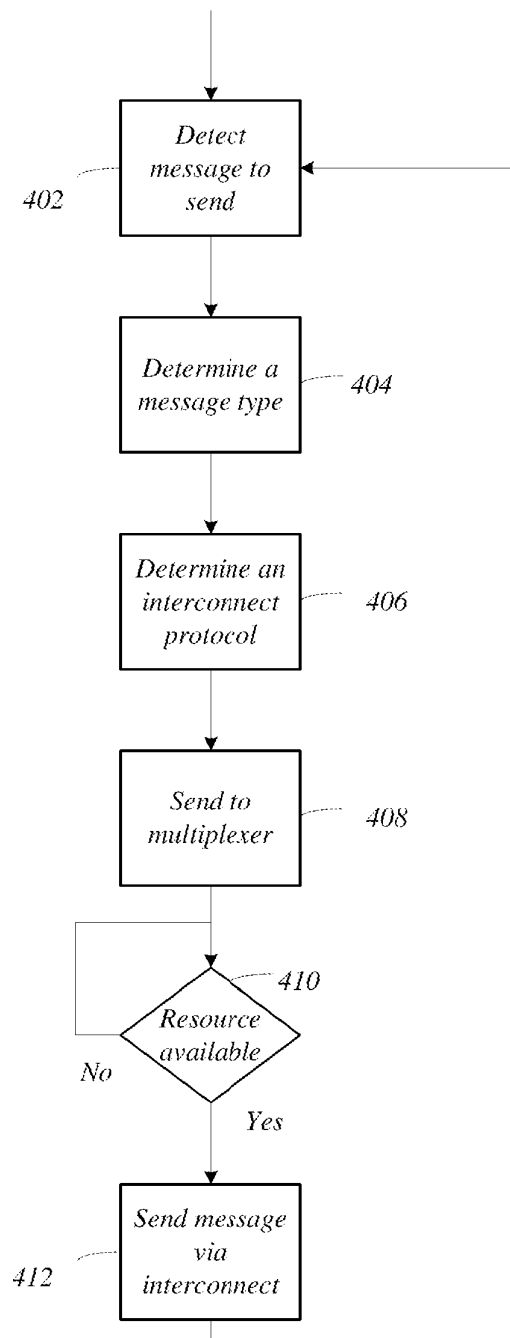 Detect
message to
send
402
Determine a
message type
404
Determine an
interconnect
protocol
406
Send to
multiplexer
408
410
Resource
available
No
Yes
Send message
via
interconnect
412